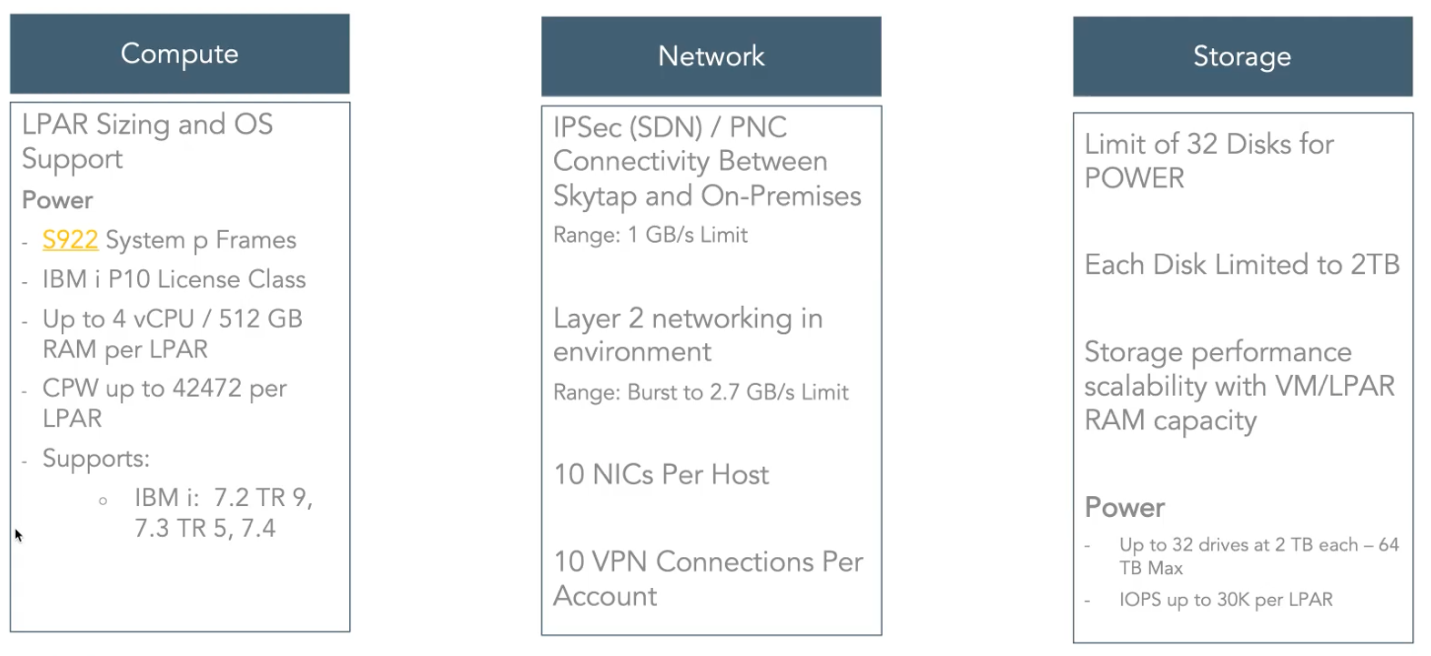 Compute
LPAR Sizing and OS
Support
Power
- S922 System p Frames
- IBM i P10 License Class
- Up to 4 vCPU / 512 GB
RAM per LPAR
- CPW up to 42472 per
LPAR
- Supports:
○ IBM i: 7.2 TR 9,
7.3 TR 5, 7.4
Network
IPSec (SDN) / PNC
Connectivity Between
Skytap and On-Premises
Range: 1 GB/s Limit
Layer 2 networking in
environment
Range: Burst to 2.7 GB/s Limit
10 NICs Per Host
10 VPN Connections Per
Account
Storage
Limit of 32 Disks for
POWER
Each Disk Limited to 2TB
Storage performance
scalability with VM/LPAR
RAM capacity
Power
- Up to 32 drives at 2 TB each – 64
TB Max
- IOPS up to 30K per LPAR